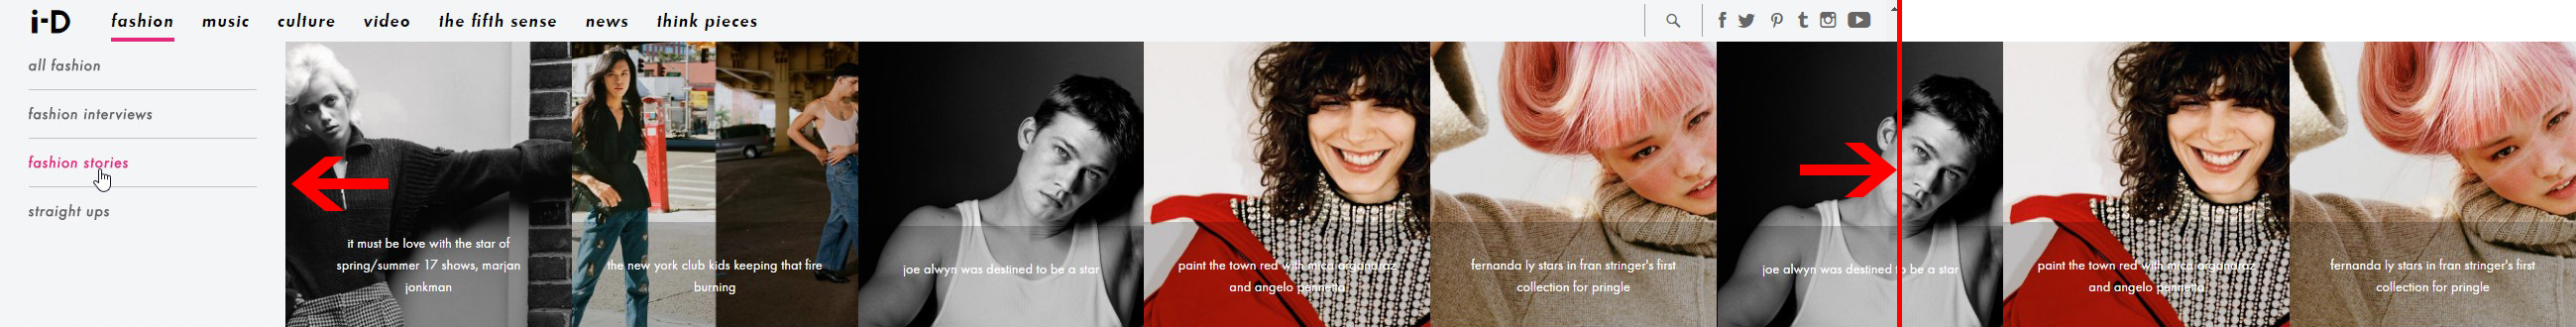 i-D fashion music culture video the fifth sense news think pieces
all fashion
fashion interviews
fashion stories
straight ups
it must be love with the star of
spring/summer 17 shows, marjan
jonkman
the new york club kids keeping that fire
burning
joe alwyn was destined to be a star
paint the town red with mica arganaraz
and angelo pennetta
fernanda ly stars in fran stringer's first
collection for pringle
joe alwyn was destined to be a star
paint the town red with mica arganaraz
and angelo pennetta
fernanda ly stars in fran stringer's first
collection for pringle